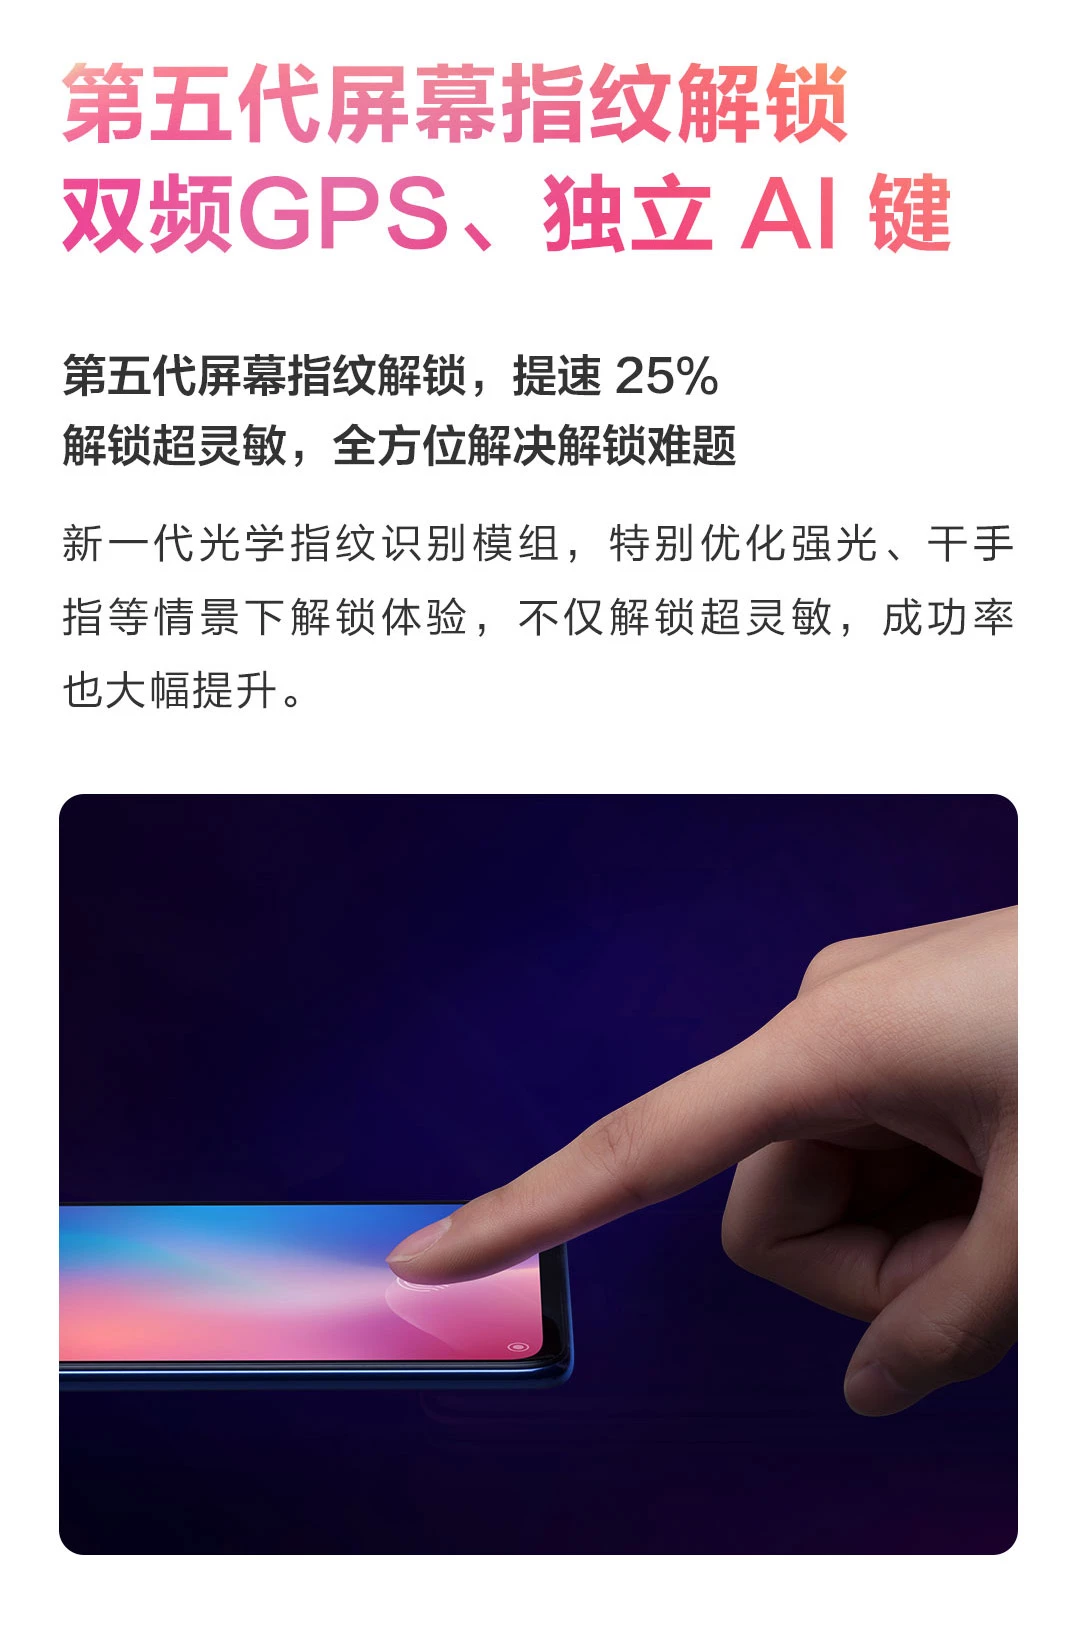 第五代屏幕指纹解锁
双频GPS、独立 AI 键
第五代屏幕指纹解锁，提速 25%
解锁超灵敏，全方位解决解锁难题
新一代光学指纹识别模组，特别优化强光、干手
指等情景下解锁体验，不仅解锁超灵敏，成功率
也大幅提升。